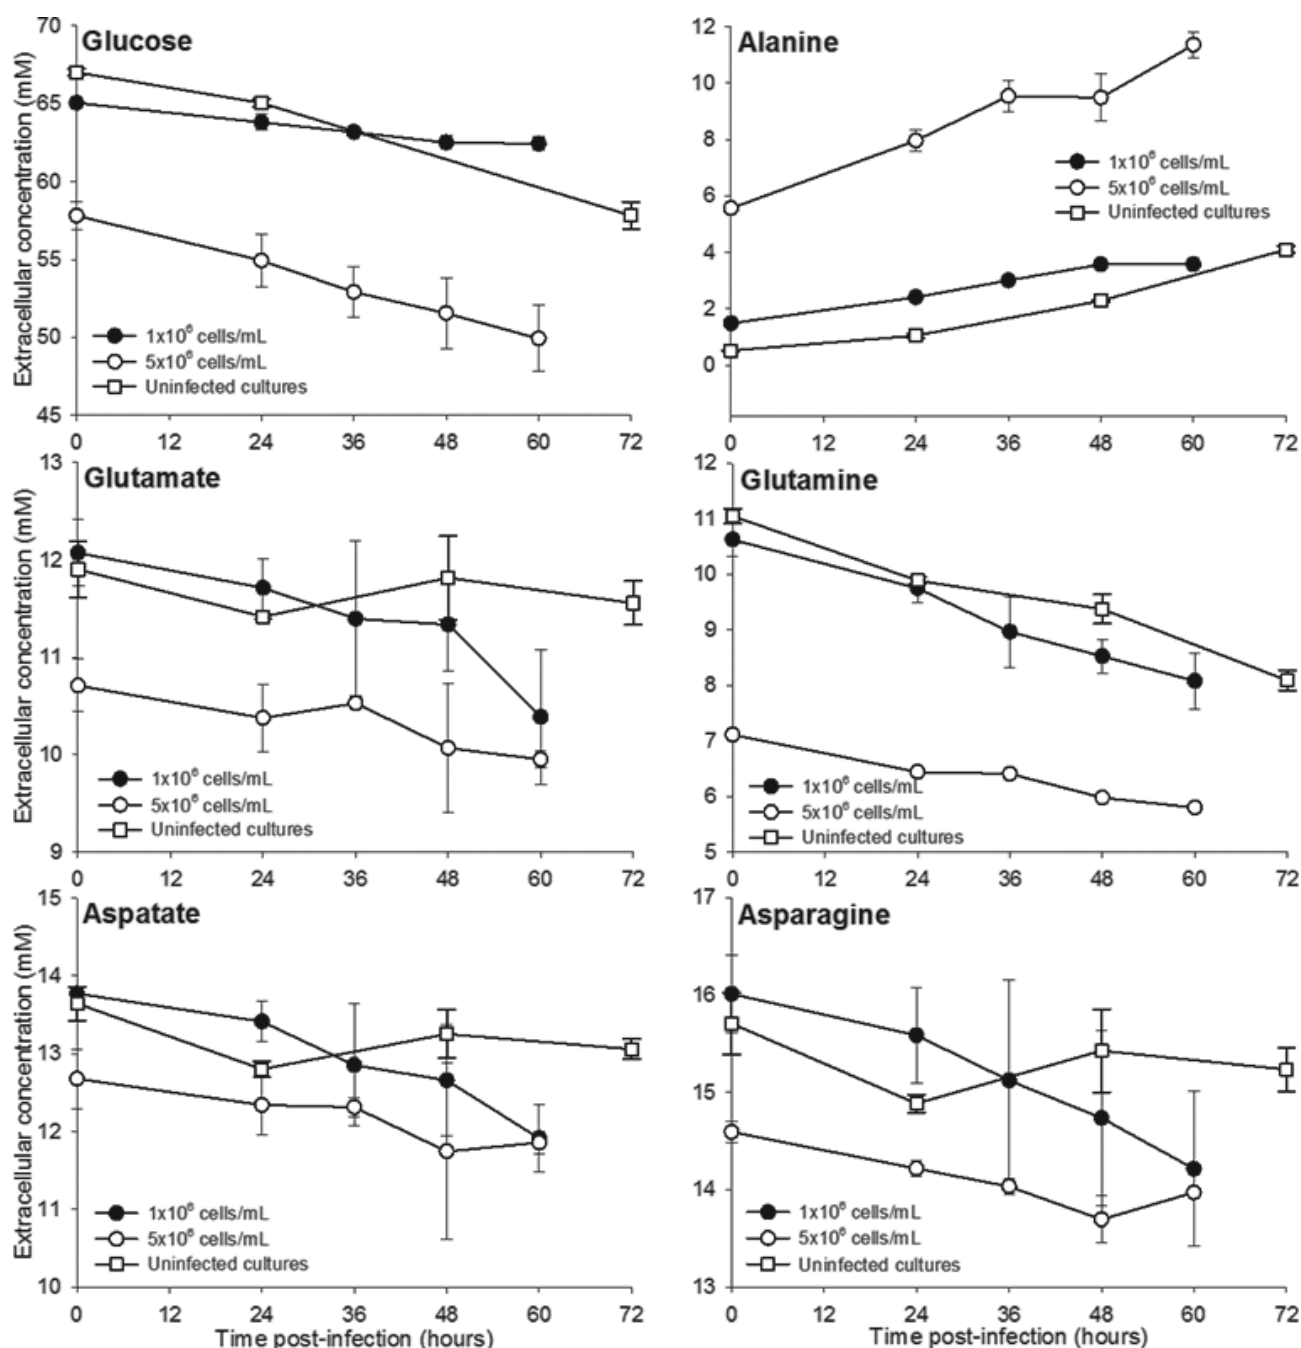 Glucose
Extracellular concentration (mM)
70
65
60
55
50
45
1x10⁶ cells/mL
5x10⁶ cells/mL
Uninfected cultures
0 12 24 36 48 60 72
Alanine
12
10
8
6
4
2
0
1x10⁶ cells/mL
5x10⁶ cells/mL
Uninfected cultures
0 12 24 36 48 60 72
Glutamate
Extracellular concentration (mM)
13
12
11
10
9
1x10⁶ cells/mL
5x10⁶ cells/mL
Uninfected cultures
0 12 24 36 48 60 72
Glutamine
12
11
10
9
8
7
6
5
1x10⁶ cells/mL
5x10⁶ cells/mL
Uninfected cultures
0 12 24 36 48 60 72
Aspatate
Extracellular concentration (mM)
15
14
13
12
11
10
1x10⁶ cells/mL
5x10⁶ cells/mL
Uninfected cultures
0 12 24 36 48 60 72
Time post-infection (hours)
Asparagine
17
16
15
14
13
1x10⁶ cells/mL
5x10⁶ cells/mL
Uninfected cultures
0 12 24 36 48 60 72
Time post-infection (hours)